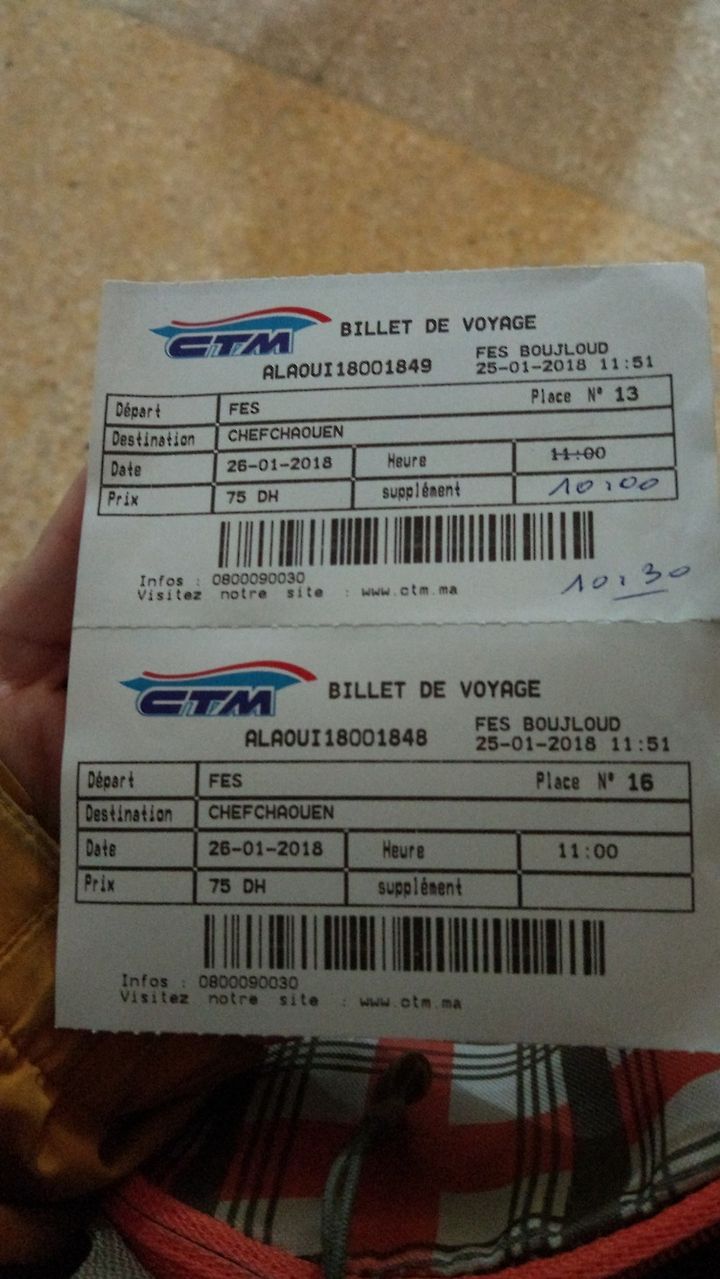 CTM BILLET DE VOYAGE
ALAOUI18001849 FES BOUJLOUD
25-01-2018 11:51
Départ FES Place N° 13
Destination CHEFCHAOUEN
Date 26-01-2018 Heure 11:00
Prix 75 DH supplément 10:00
Infos : 0800090030
Visitez notre site : www.ctm.ma
10:30
CTM BILLET DE VOYAGE
ALAOUI18001848 FES BOUJLOUD
25-01-2018 11:51
Départ FES Place N° 16
Destination CHEFCHAOUEN
Date 26-01-2018 Heure 11:00
Prix 75 DH supplément
Infos : 0800090030
Visitez notre site : www.ctm.ma